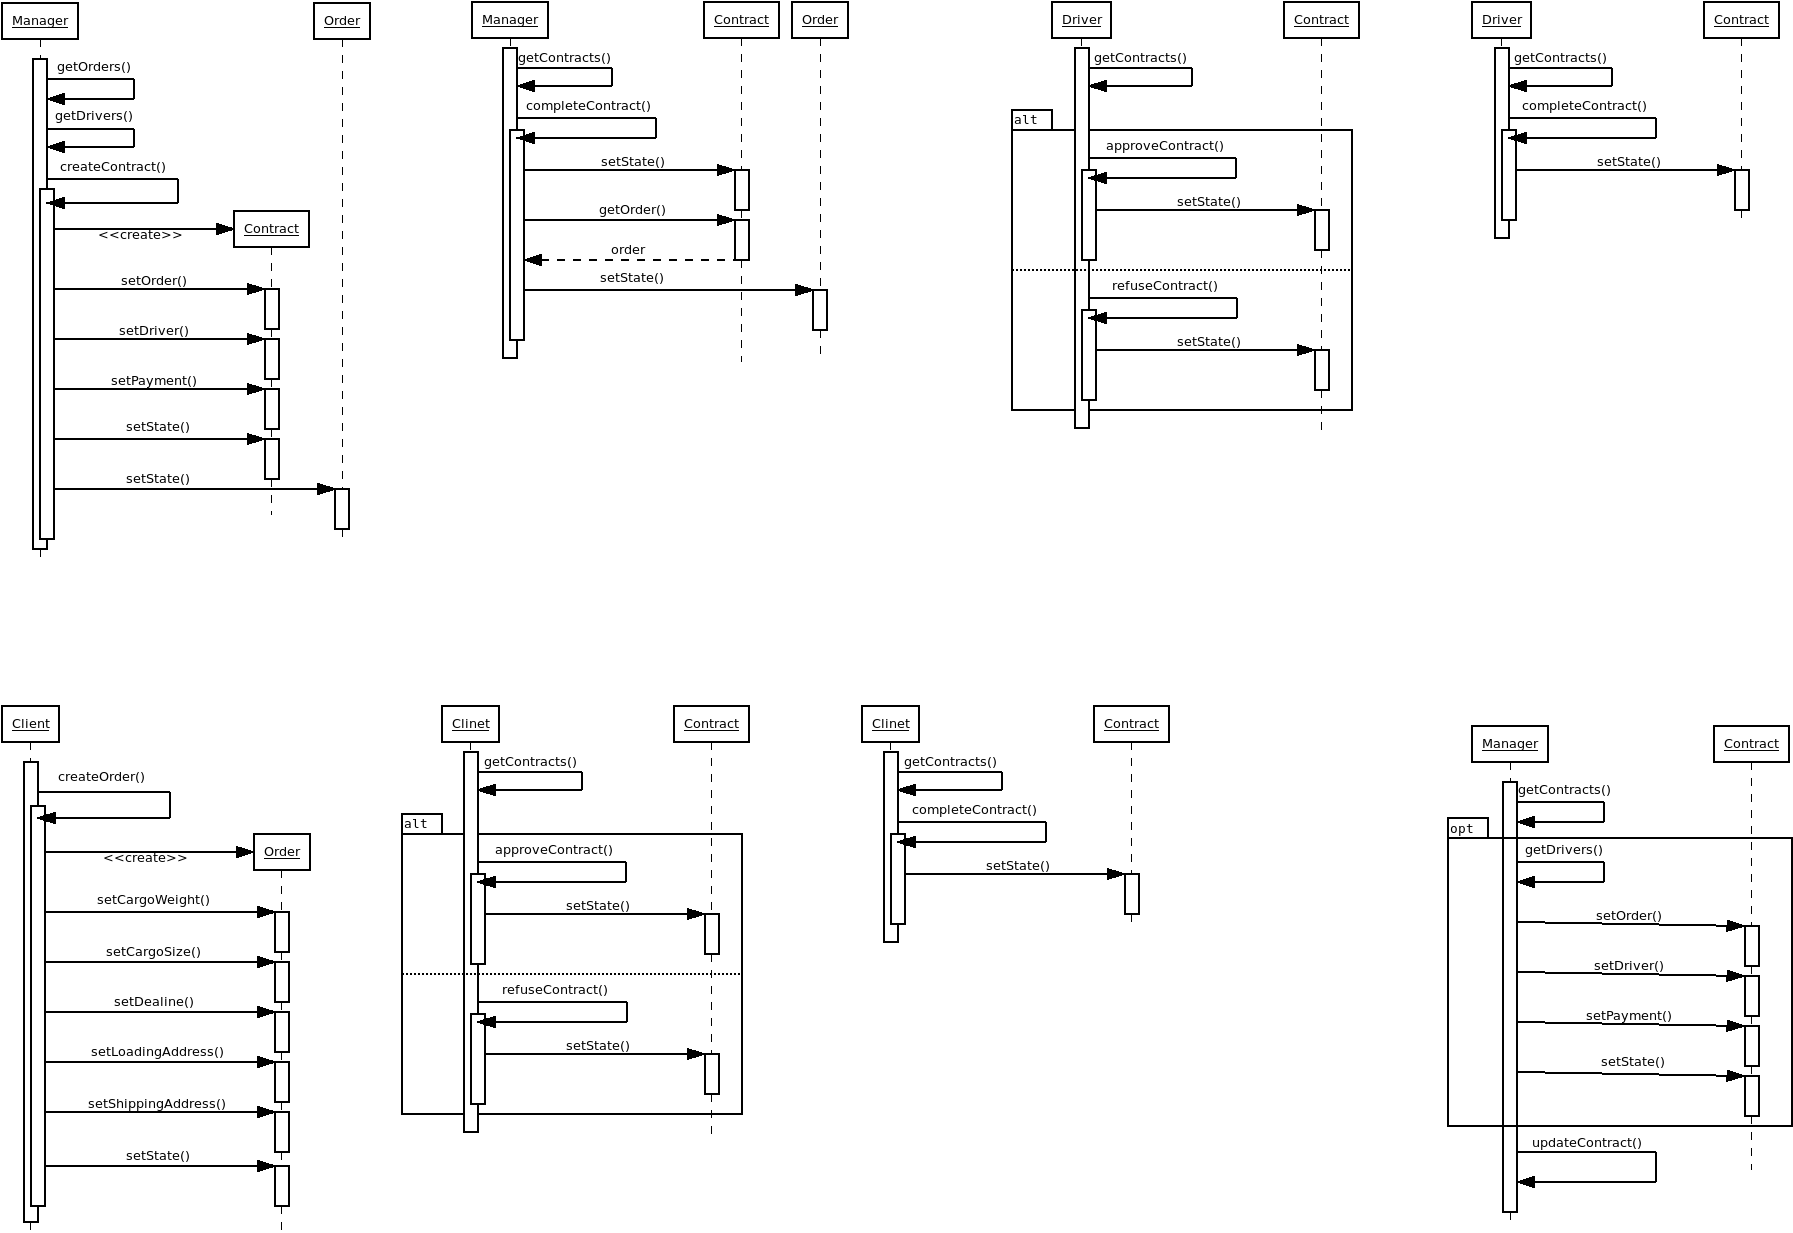 Manager
Order
getOrders()
getDrivers()
createContract()
<<create>>
Contract
setOrder()
setDriver()
setPayment()
setState()
setState()
Manager
Contract
Order
getContracts()
completeContract()
setState()
getOrder()
order
setState()
Driver
Contract
getContracts()
alt
approveContract()
setState()
refuseContract()
setState()
Driver
Contract
getContracts()
completeContract()
setState()
Client
createOrder()
<<create>>
Order
setCargoWeight()
setCargoSize()
setDealine()
setLoadingAddress()
setShippingAddress()
setState()
Clinet
Contract
getContracts()
alt
approveContract()
setState()
refuseContract()
setState()
Clinet
Contract
getContracts()
completeContract()
setState()
Manager
Contract
getContracts()
opt
getDrivers()
setOrder()
setDriver()
setPayment()
setState()
updateContract()